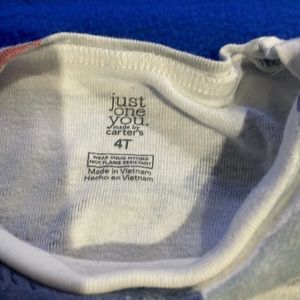 just
one
you.
made by
carter's
4T
WEAR SNUG FITTING
NOT FLAME RESISTANT
Made in Vietnam
Hecho en Vietnam